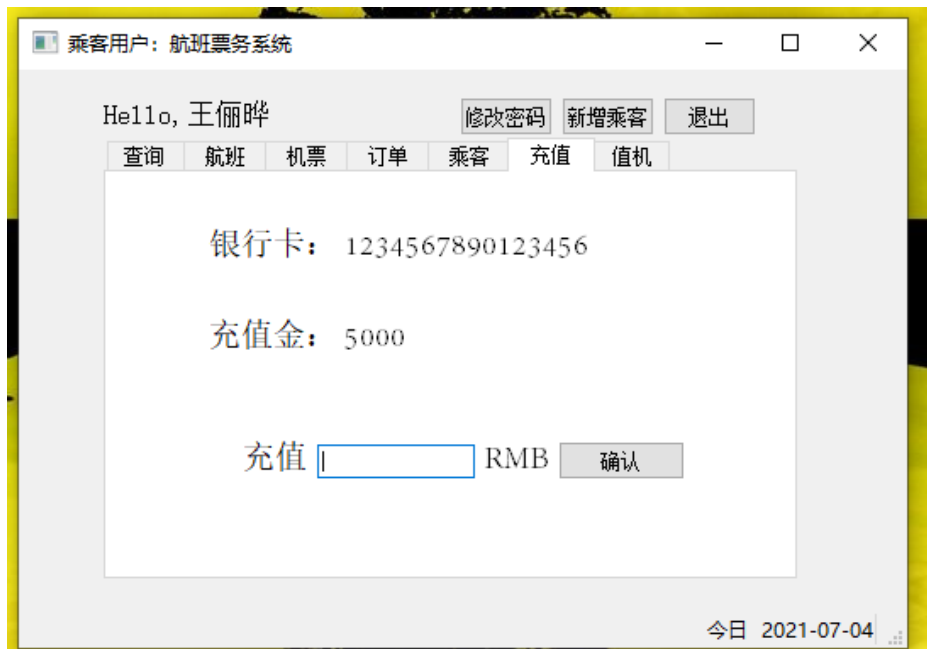 乘客用户：航班票务系统
Hello, 王俪晔 修改密码 新增乘客 退出
查询 航班 机票 订单 乘客 充值 值机
银行卡： 1234567890123456
充值金： 5000
充值 RMB 确认
今日 2021-07-04